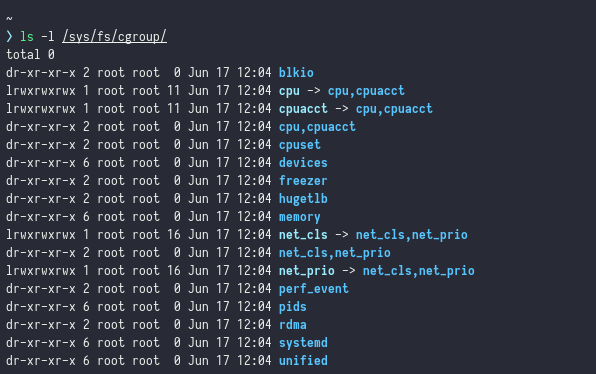 ~
❯ ls -l /sys/fs/cgroup/
total 0
dr-xr-xr-x 2 root root  0 Jun 17 12:04 blkio
lrwxrwxrwx 1 root root 11 Jun 17 12:04 cpu -> cpu,cpuacct
lrwxrwxrwx 1 root root 11 Jun 17 12:04 cpuacct -> cpu,cpuacct
dr-xr-xr-x 2 root root  0 Jun 17 12:04 cpu,cpuacct
dr-xr-xr-x 2 root root  0 Jun 17 12:04 cpuset
dr-xr-xr-x 6 root root  0 Jun 17 12:04 devices
dr-xr-xr-x 2 root root  0 Jun 17 12:04 freezer
dr-xr-xr-x 2 root root  0 Jun 17 12:04 hugetlb
dr-xr-xr-x 6 root root  0 Jun 17 12:04 memory
lrwxrwxrwx 1 root root 16 Jun 17 12:04 net_cls -> net_cls,net_prio
dr-xr-xr-x 2 root root  0 Jun 17 12:04 net_cls,net_prio
lrwxrwxrwx 1 root root 16 Jun 17 12:04 net_prio -> net_cls,net_prio
dr-xr-xr-x 2 root root  0 Jun 17 12:04 perf_event
dr-xr-xr-x 6 root root  0 Jun 17 12:04 pids
dr-xr-xr-x 2 root root  0 Jun 17 12:04 rdma
dr-xr-xr-x 6 root root  0 Jun 17 12:04 systemd
dr-xr-xr-x 6 root root  0 Jun 17 12:04 unified